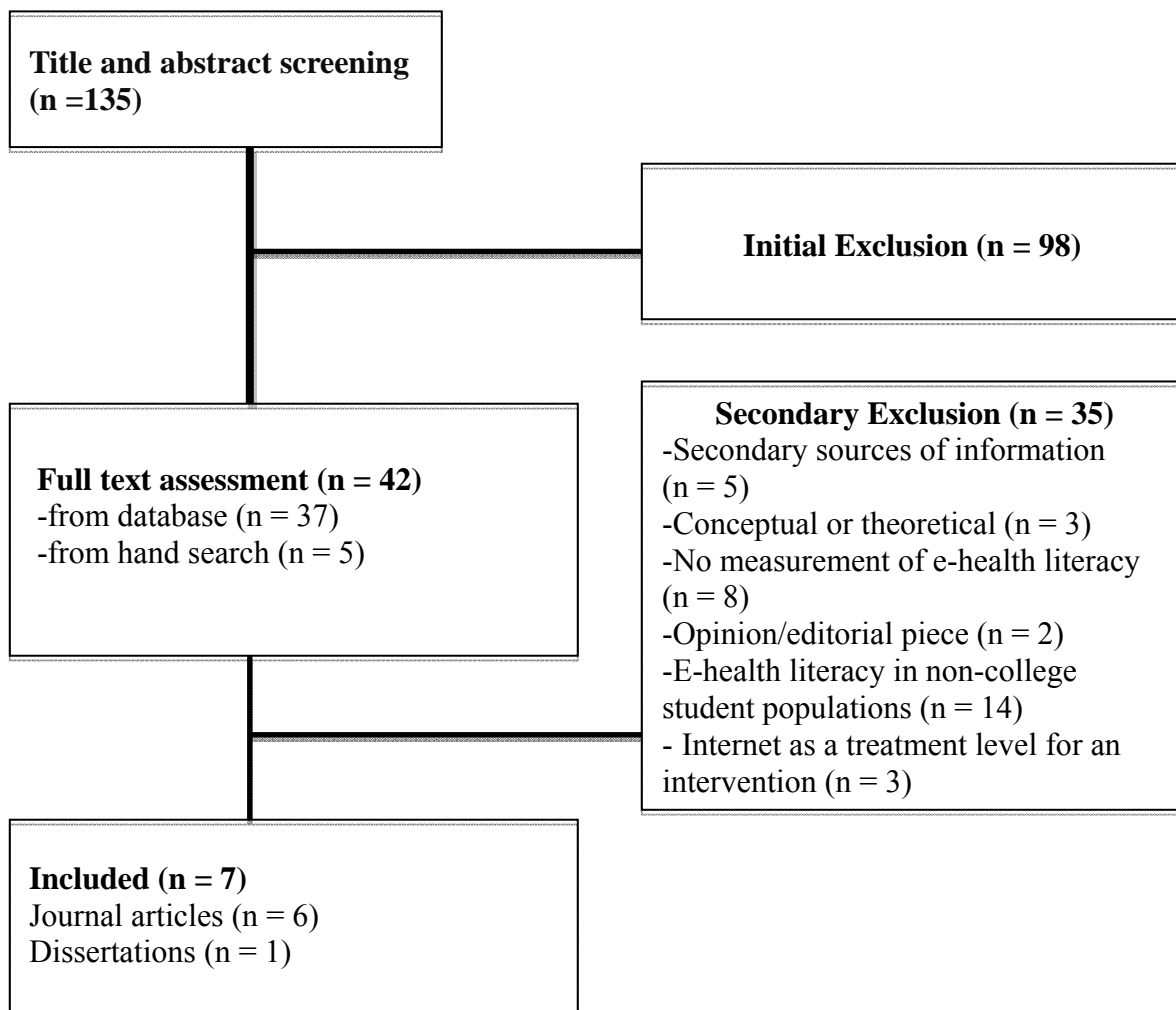 Title and abstract screening
(n =135)
Initial Exclusion (n = 98)
Full text assessment (n = 42)
-from database (n = 37)
-from hand search (n = 5)
Secondary Exclusion (n = 35)
-Secondary sources of information
(n = 5)
-Conceptual or theoretical (n = 3)
-No measurement of e-health literacy
(n = 8)
-Opinion/editorial piece (n = 2)
-E-health literacy in non-college
student populations (n = 14)
- Internet as a treatment level for an
intervention (n = 3)
Included (n = 7)
Journal articles (n = 6)
Dissertations (n = 1)